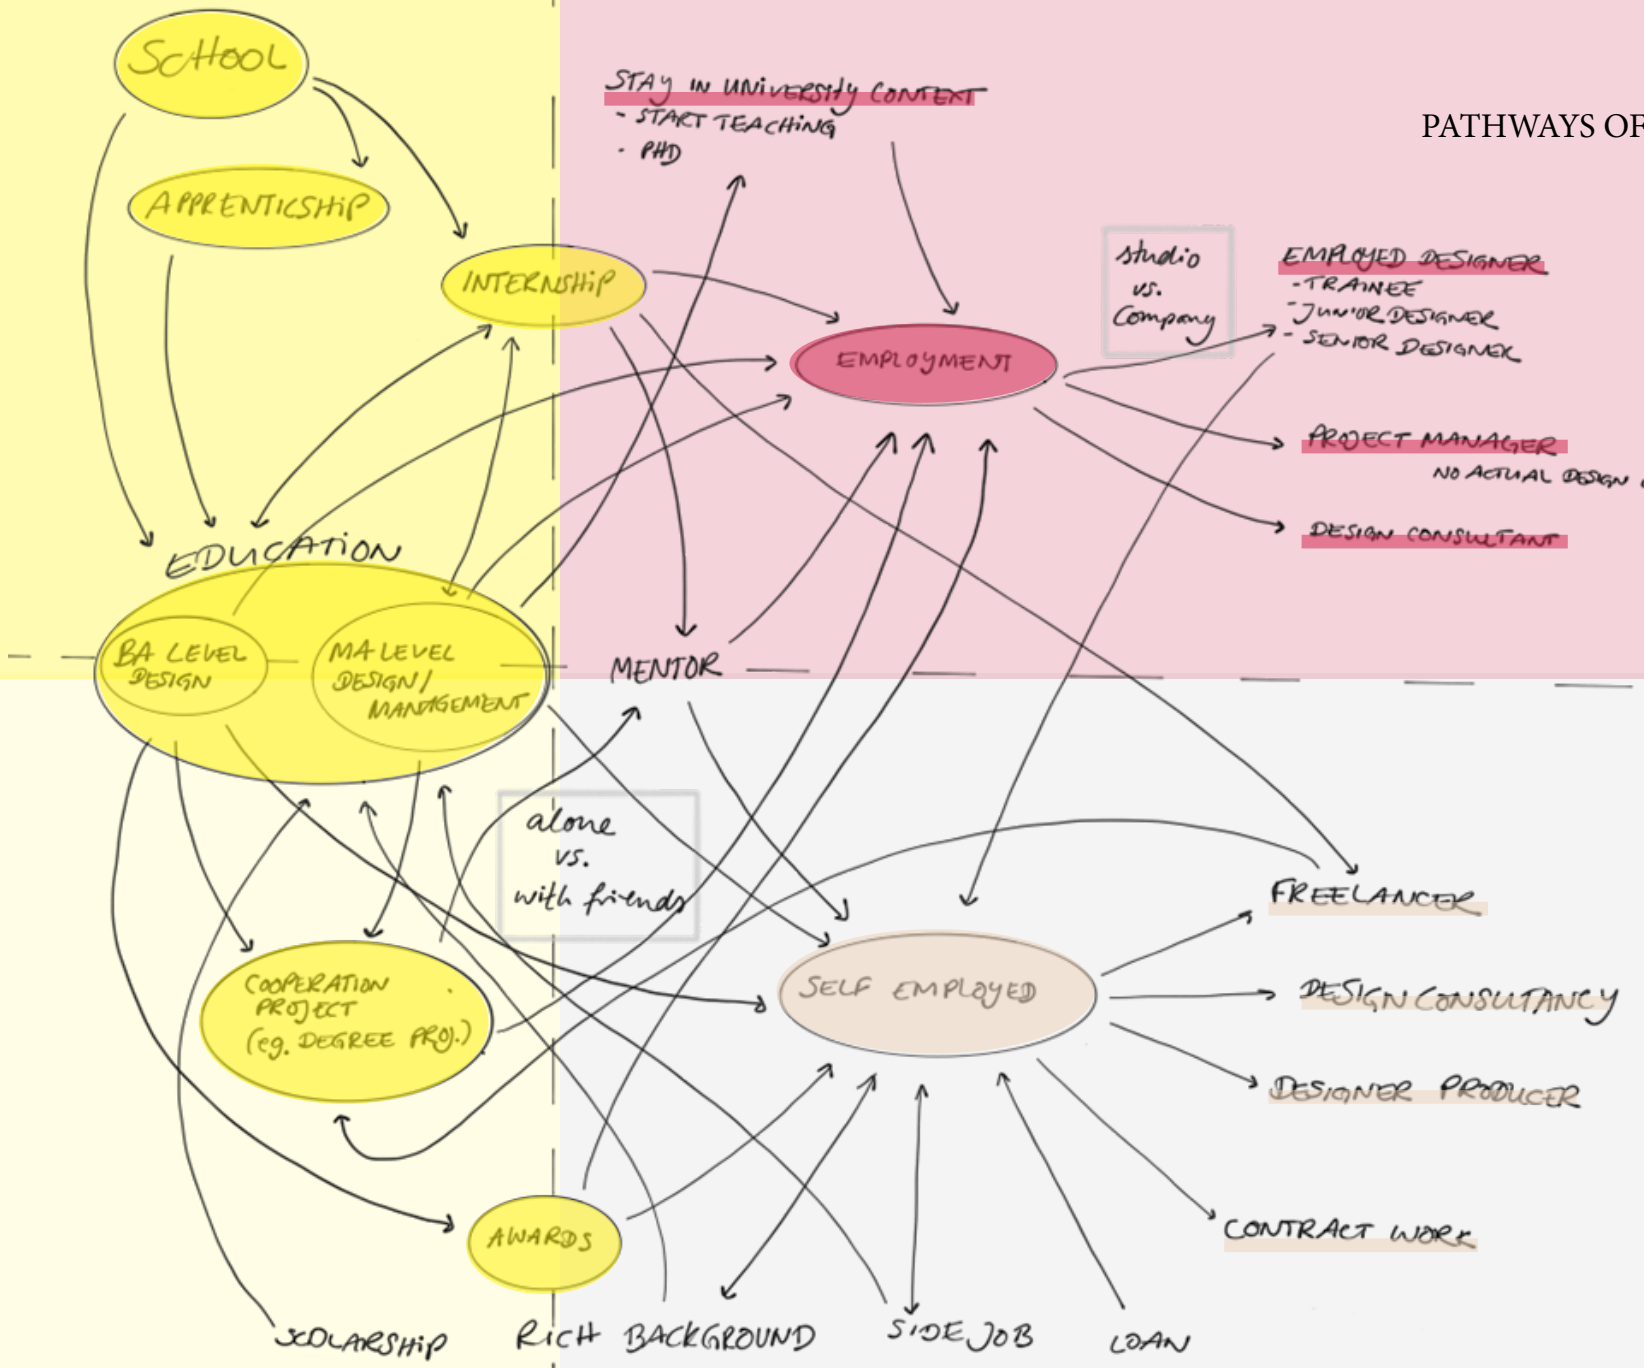 SCHOOL
STAY IN UNIVERSITY CONTEXT
- START TEACHING
- PHD
PATHWAYS OF
APPRENTICSHIP
INTERNSHIP
studio
vs.
Company
EMPLOYED DESIGNER
- TRAINEE
- JUNIOR DESIGNER
- SENIOR DESIGNER
EMPLOYMENT
PROJECT MANAGER
NO ACTUAL DESIGN
DESIGN CONSULTANT
EDUCATION
BA LEVEL
DESIGN
MA LEVEL
DESIGN/
MANAGEMENT
MENTOR
alone
vs.
with friends
FREELANCER
COOPERATION
PROJECT
(eg. DEGREE PROJ.)
SELF EMPLOYED
DESIGN CONSULTANCY
DESIGNER PRODUCER
AWARDS
CONTRACT WORK
SCOLARSHIP
RICH BACKGROUND
SIDE JOB
LOAN